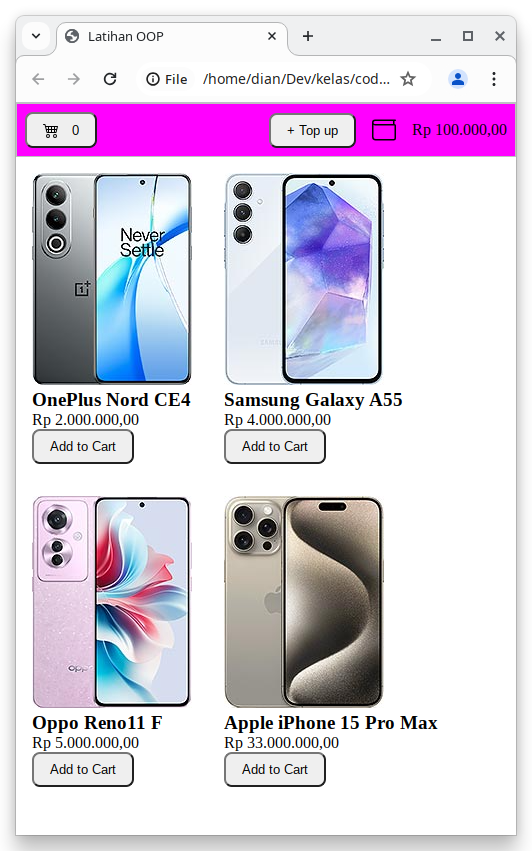 Latihan OOP
File /home/dian/Dev/kelas/cod...
0
+ Top up
Rp 100.000,00
Never
Settle
SAMSUNG
OnePlus Nord CE4
Rp 2.000.000,00
Add to Cart
Samsung Galaxy A55
Rp 4.000.000,00
Add to Cart
oppo
Oppo Reno11 F
Rp 5.000.000,00
Add to Cart
Apple iPhone 15 Pro Max
Rp 33.000.000,00
Add to Cart